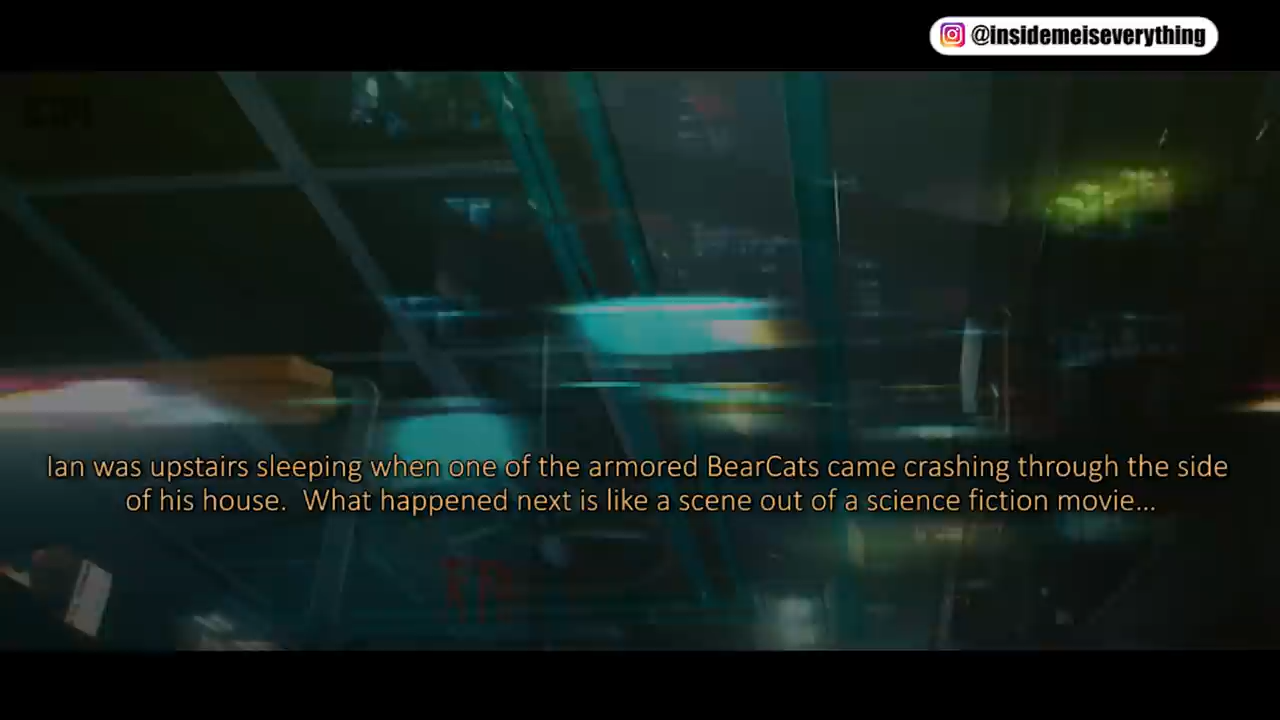 @insidemeiseverything
Ian was upstairs sleeping when one of the armored BearCats came crashing through the side
of his house.  What happened next is like a scene out of a science fiction movie...